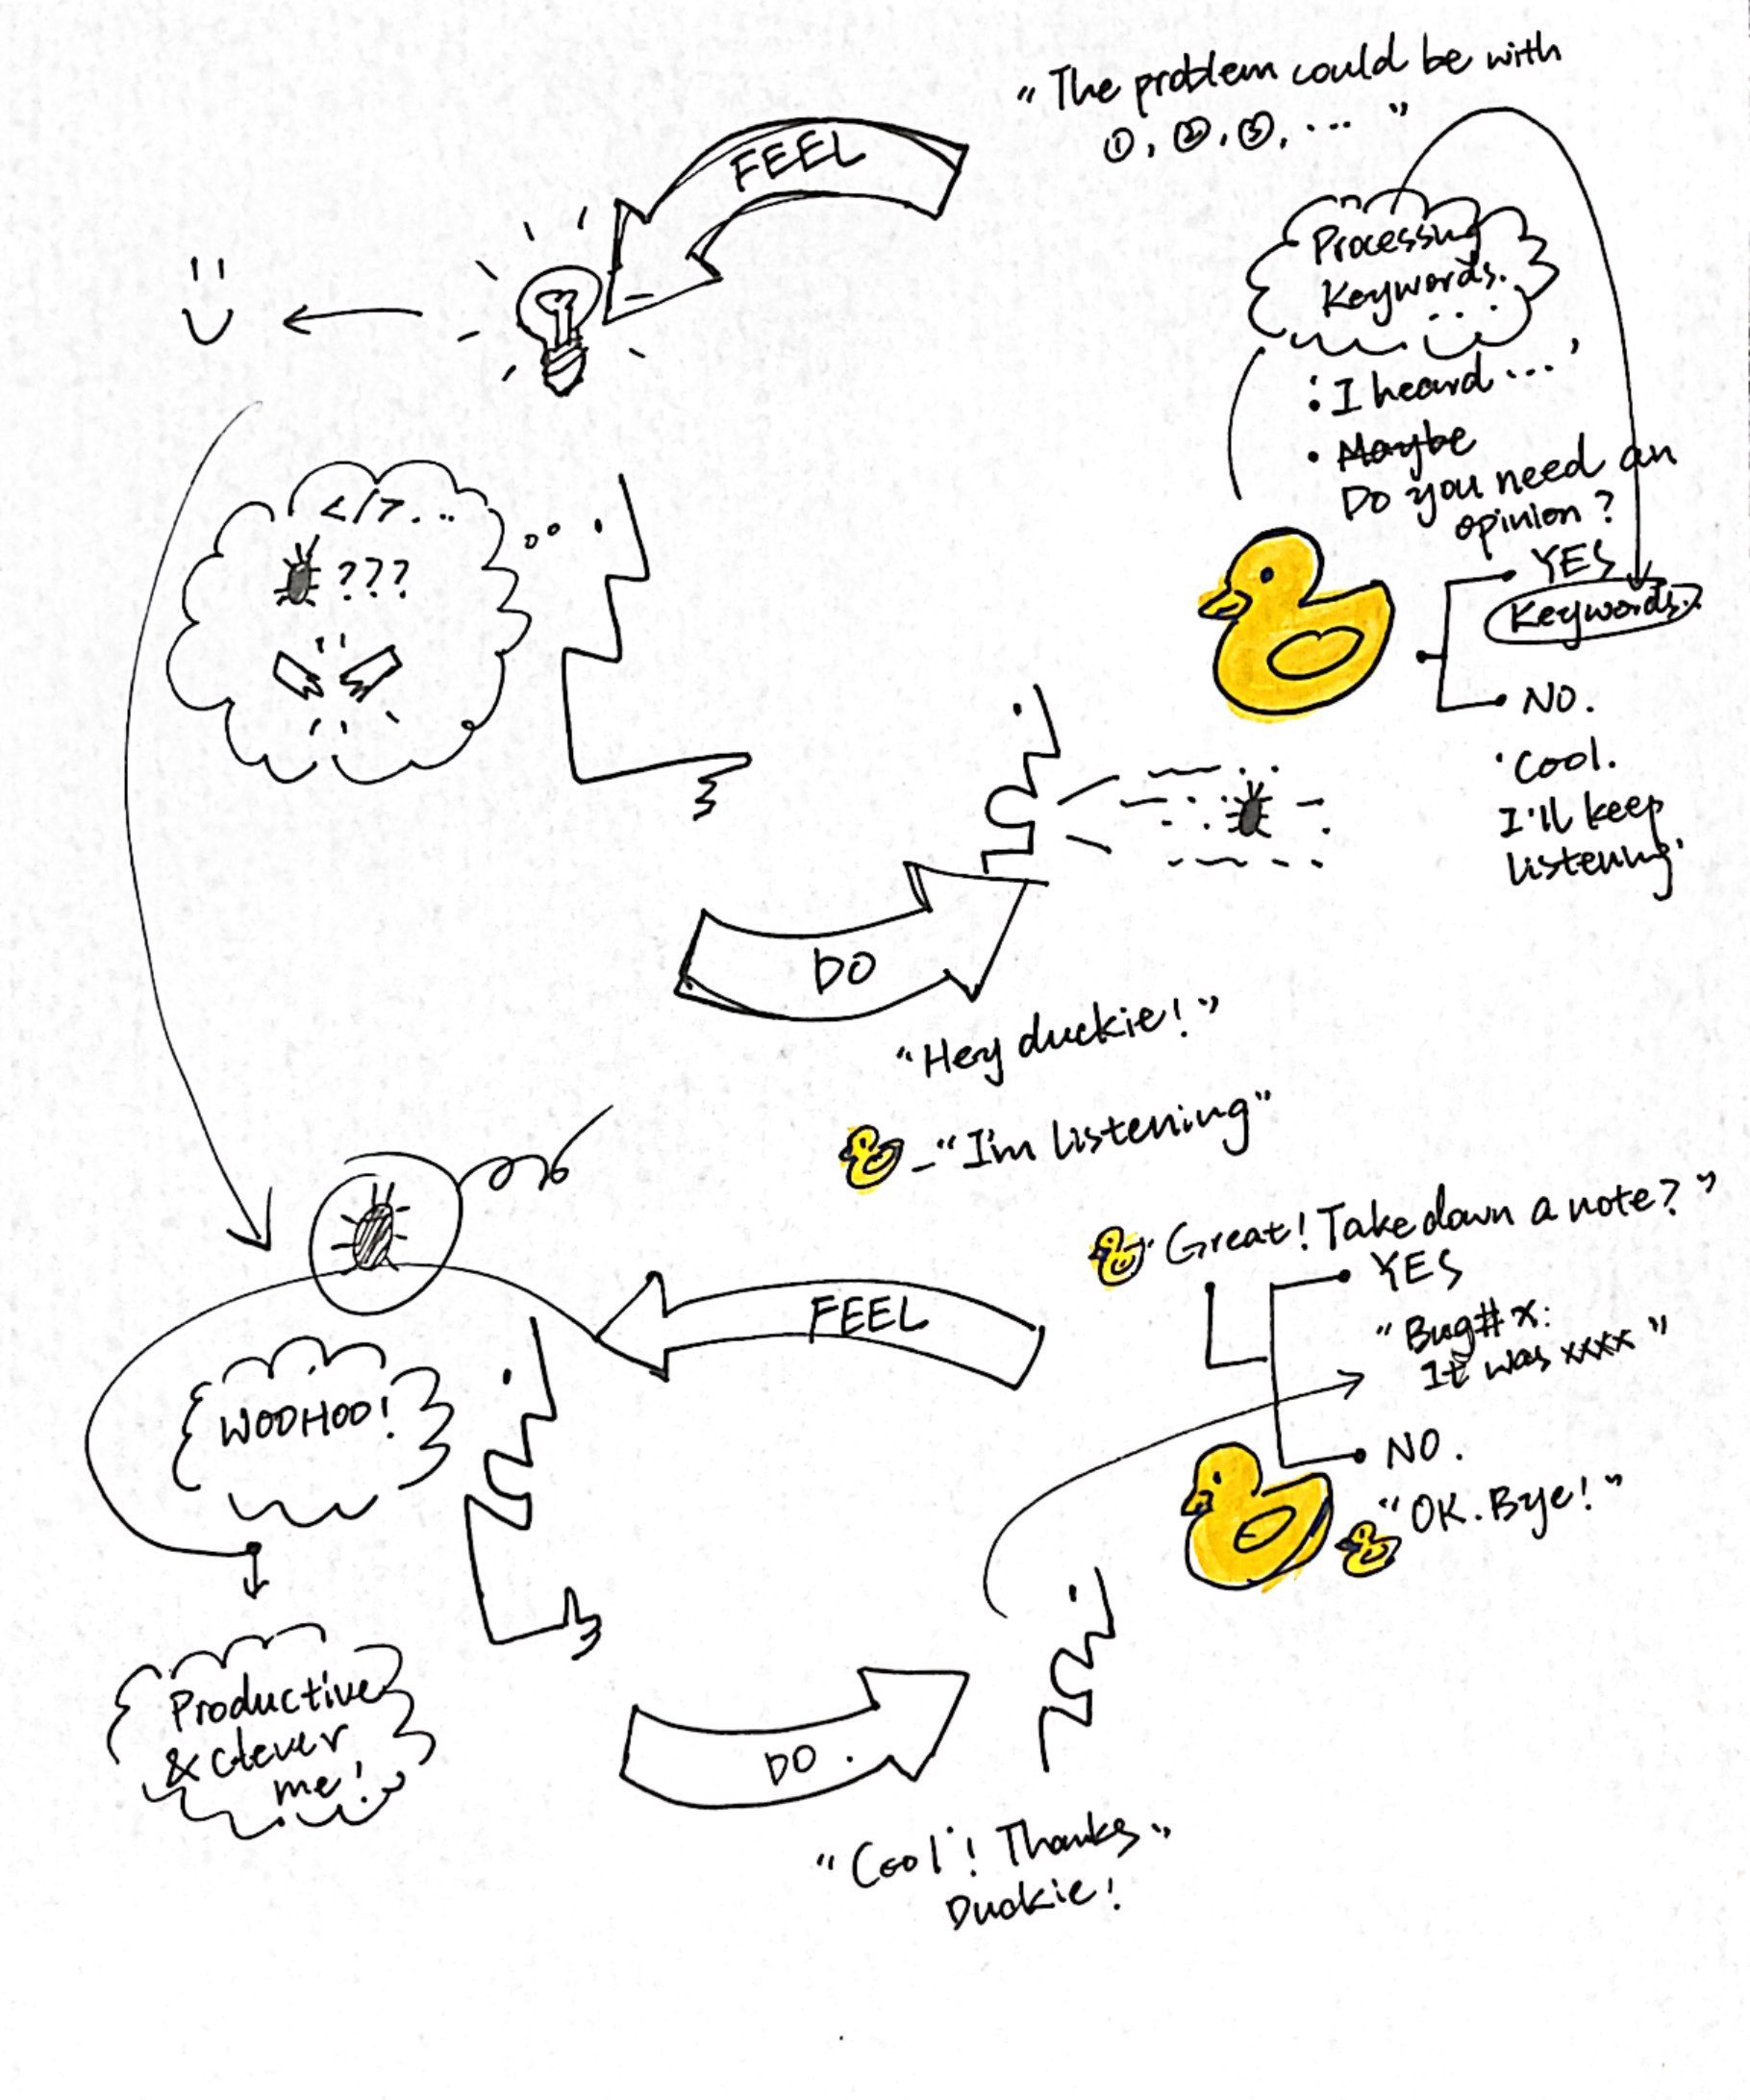 "The problem could be with
①, ②, ③, ... "
FEEL
Processing
Keywords.
...
: I heard ... '
• Maybe
Do you need an
opinion ?
YES
Keywords.
NO.
'Cool.
I'll keep
listening'
</>...
???
DO
"Hey duckie!"
- "I'm listening"
"Great! Take down a note?"
YES
"Bug# x:
It was xxxx"
NO.
"OK. Bye!"
FEEL
WOOHOO!
Productive
& Clever
me!
DO.
"Cool! Thanks
Duckie!"